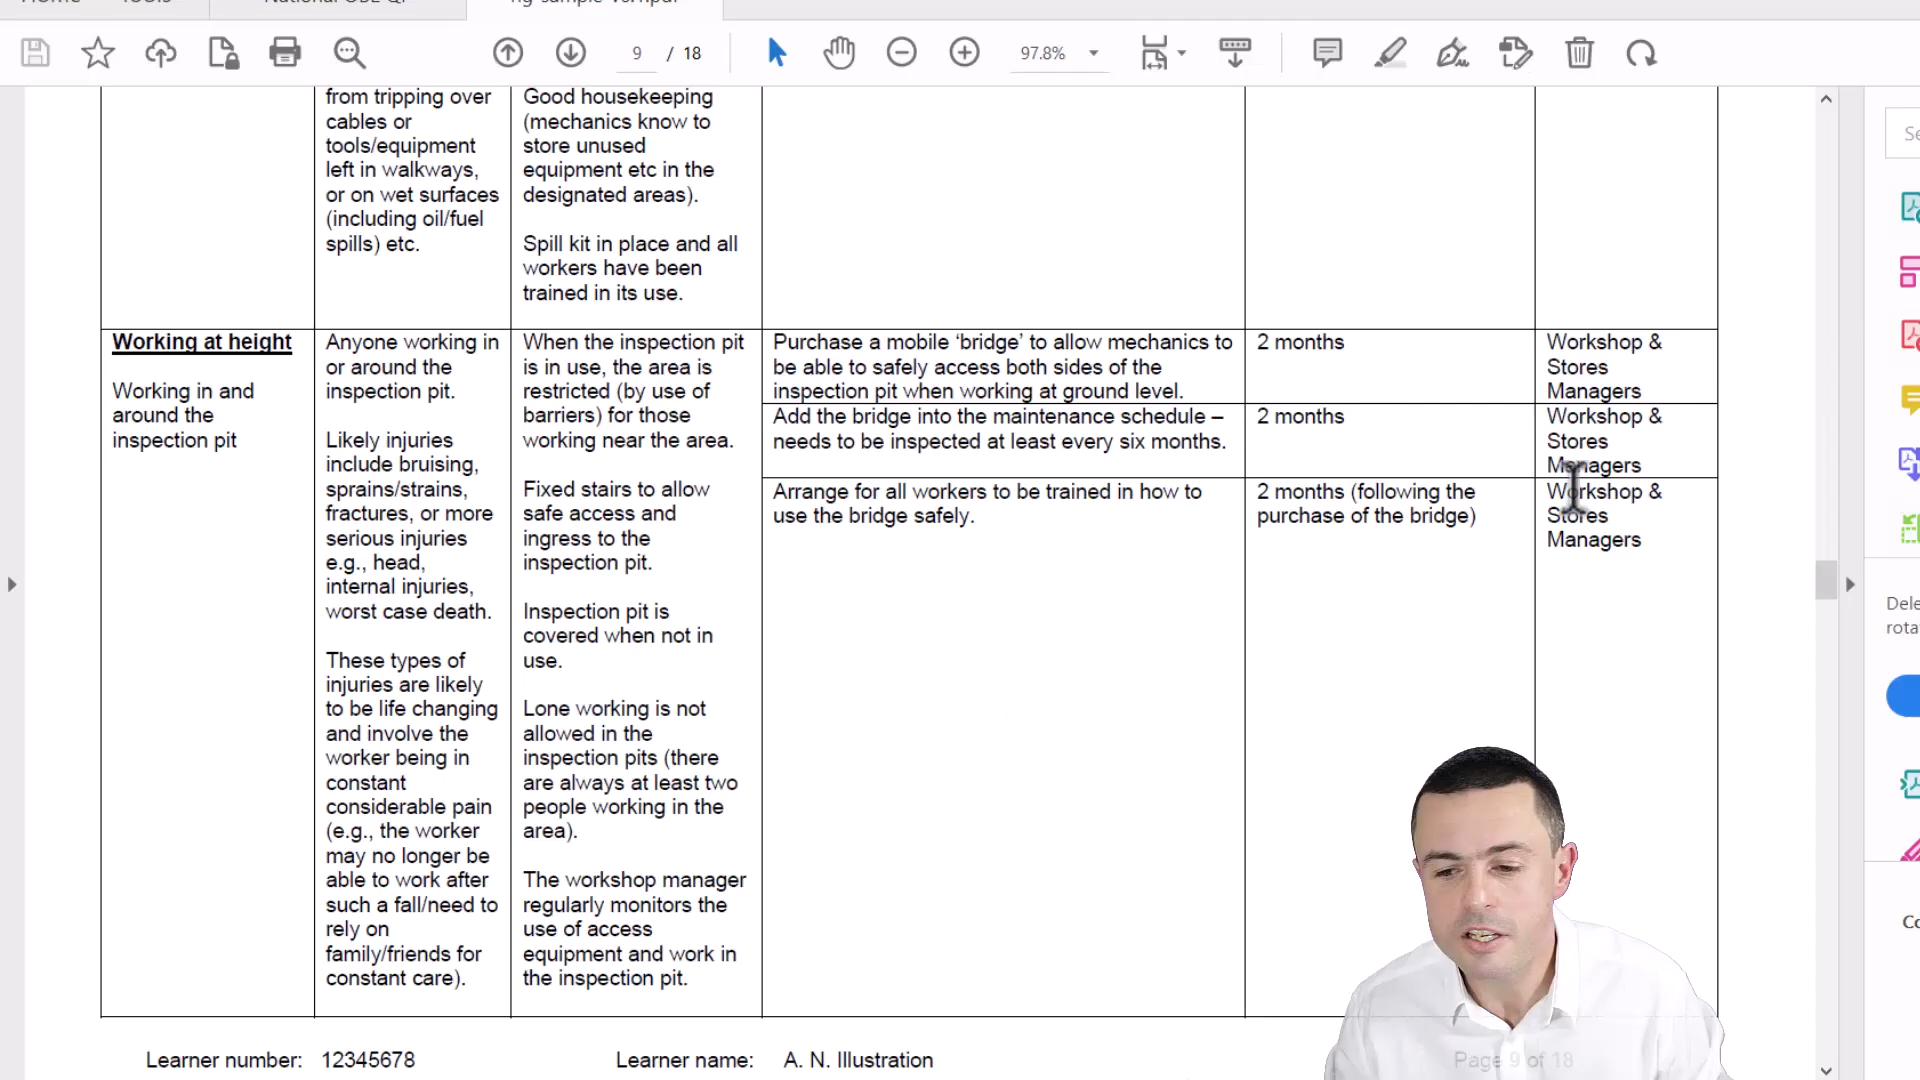 9 / 18
97.8%
from tripping over
cables or
tools/equipment
left in walkways,
or on wet surfaces
(including oil/fuel
spills) etc.
Good housekeeping
(mechanics know to
store unused
equipment etc in the
designated areas).
Spill kit in place and all
workers have been
trained in its use.
Working at height
Working in and
around the
inspection pit
Anyone working in
or around the
inspection pit.
Likely injuries
include bruising,
sprains/strains,
fractures, or more
serious injuries
e.g., head,
internal injuries,
worst case death.
These types of
injuries are likely
to be life changing
and involve the
worker being in
constant
considerable pain
(e.g., the worker
may no longer be
able to work after
such a fall/need to
rely on
family/friends for
constant care).
When the inspection pit
is in use, the area is
restricted (by use of
barriers) for those
working near the area.
Fixed stairs to allow
safe access and
ingress to the
inspection pit.
Inspection pit is
covered when not in
use.
Lone working is not
allowed in the
inspection pits (there
are always at least two
people working in the
area).
The workshop manager
regularly monitors the
use of access
equipment and work in
the inspection pit.
Purchase a mobile ‘bridge’ to allow mechanics to
be able to safely access both sides of the
inspection pit when working at ground level.
2 months
Workshop &
Stores
Managers
Add the bridge into the maintenance schedule –
needs to be inspected at least every six months.
2 months
Workshop &
Stores
Managers
Arrange for all workers to be trained in how to
use the bridge safely.
2 months (following the
purchase of the bridge)
Workshop &
Stores
Managers
Learner number: 12345678
Learner name: A. N. Illustration
Page 9 of 18